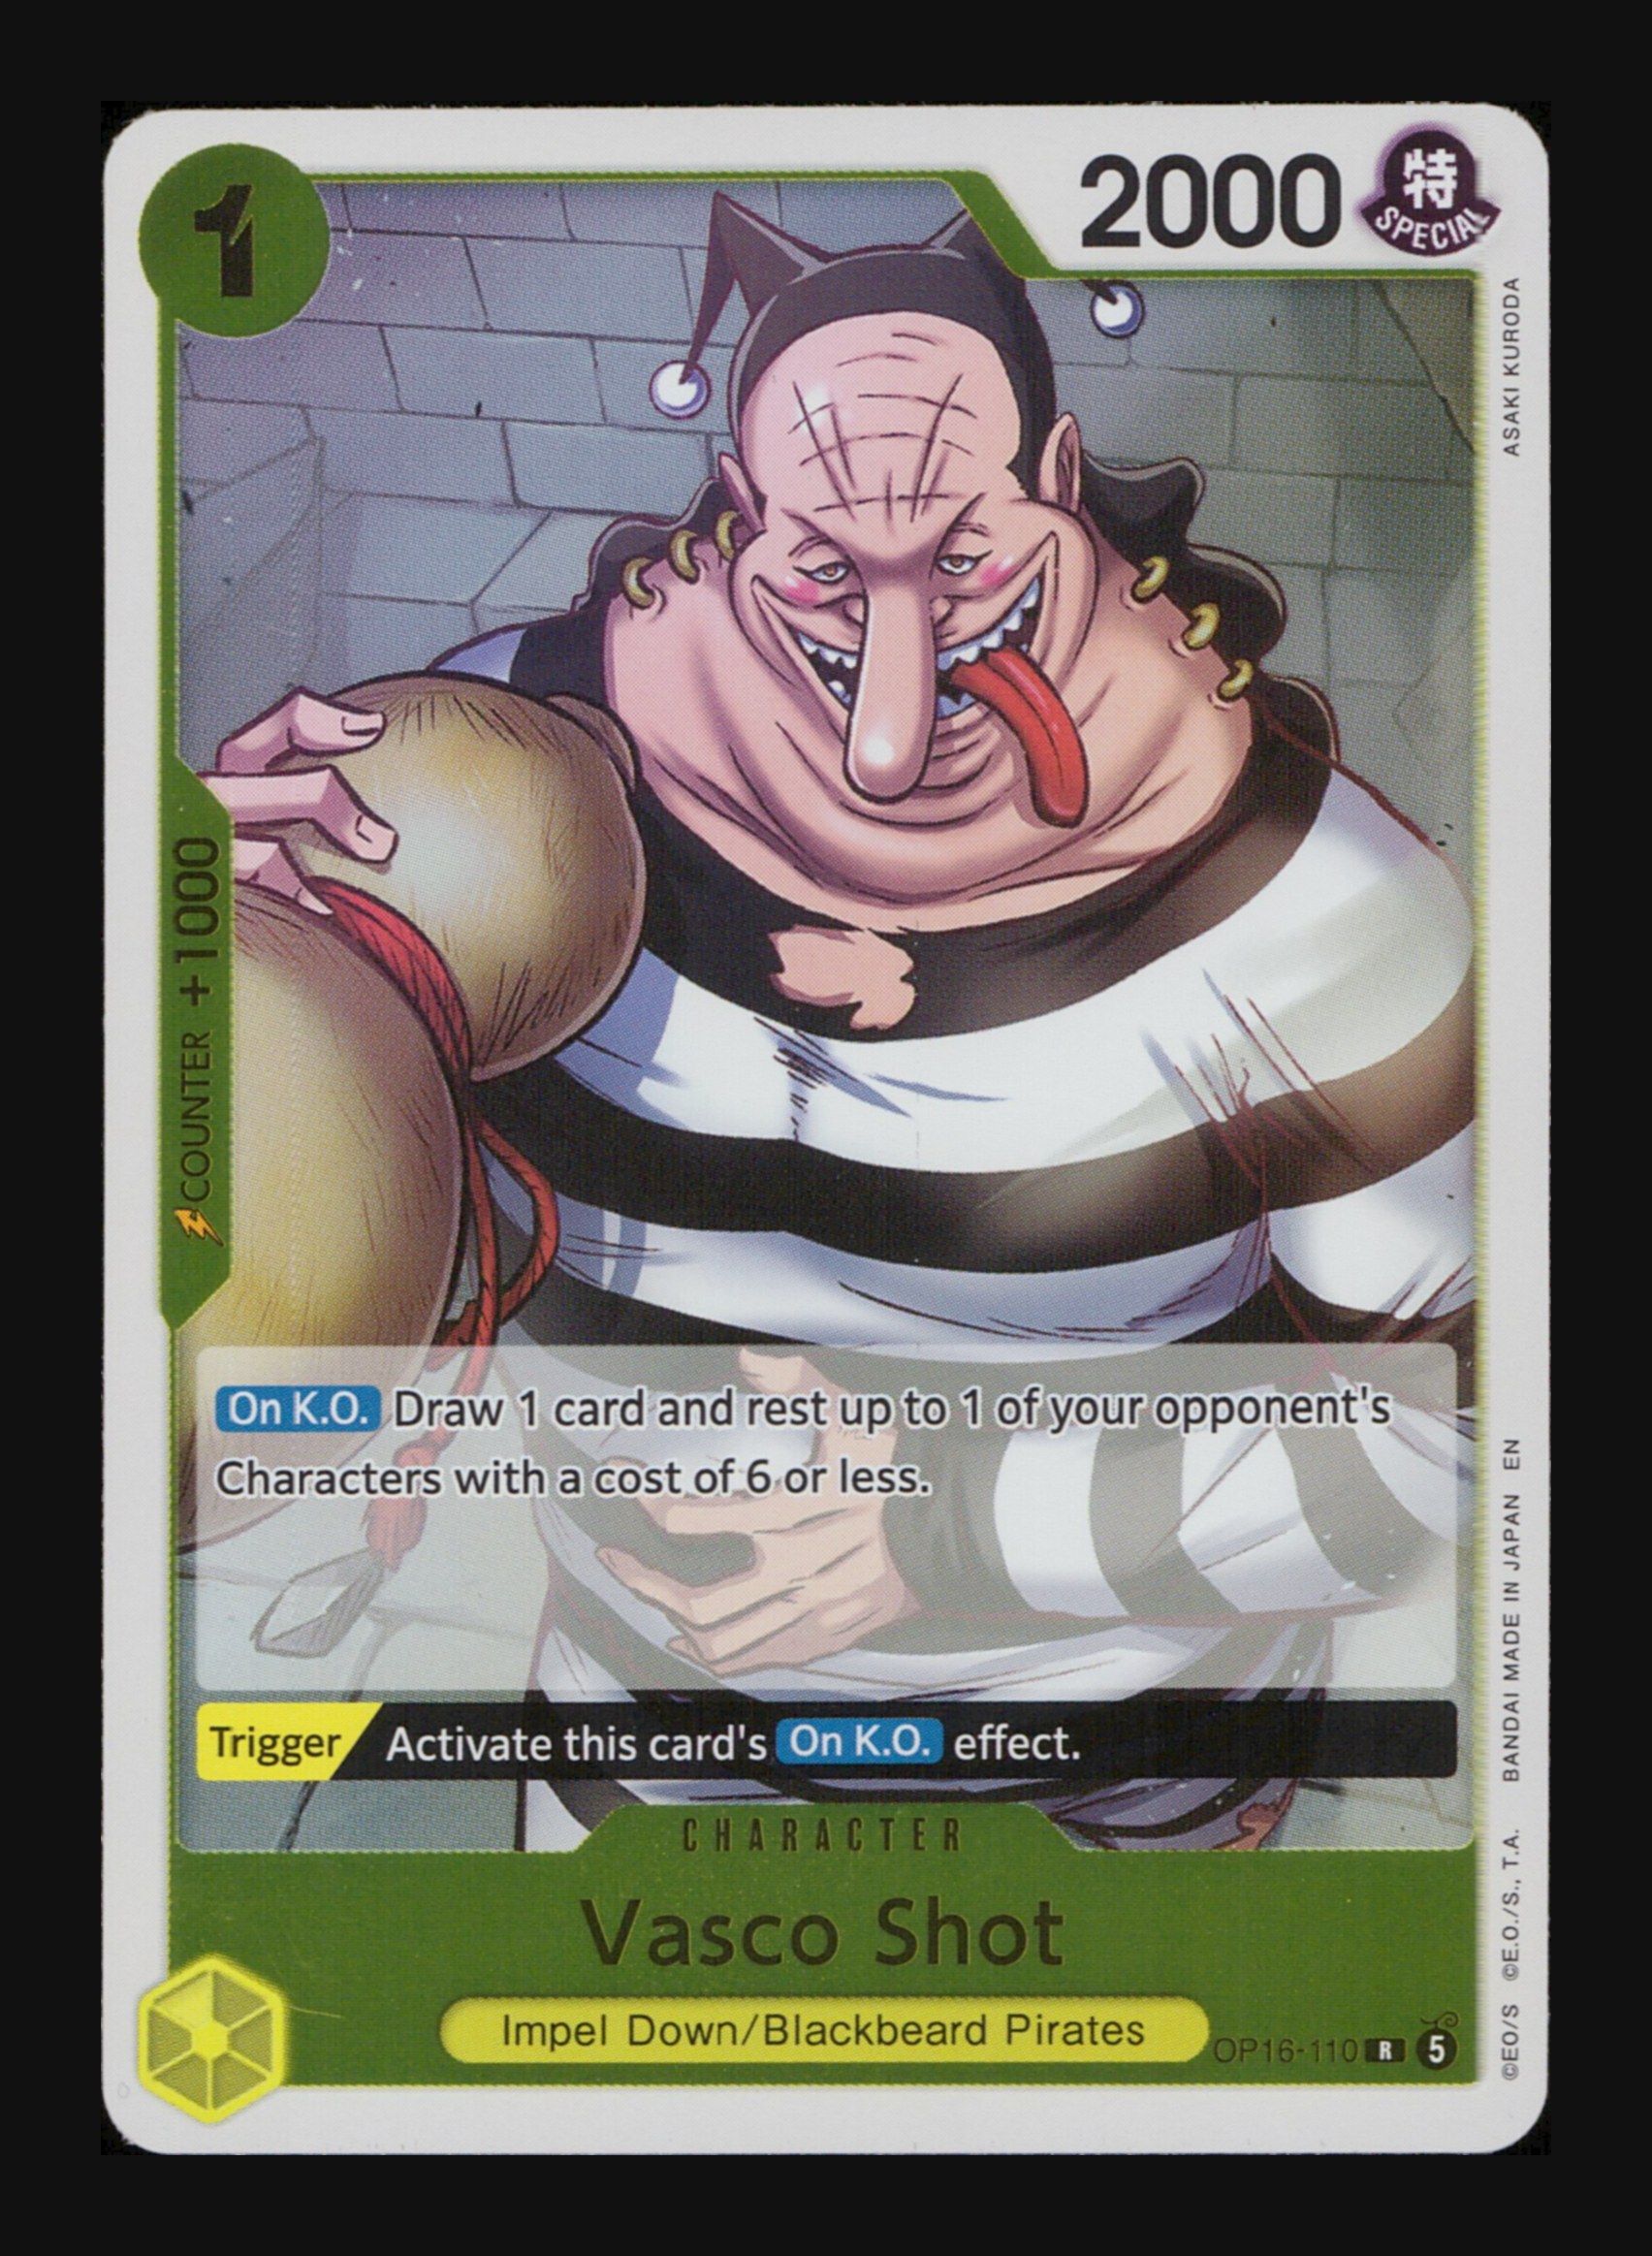 1
2000
特
SPECIAL
ASAKI KURODA
COUNTER +1000
On K.O. Draw 1 card and rest up to 1 of your opponent's
Characters with a cost of 6 or less.
Trigger Activate this card's On K.O. effect.
CHARACTER
Vasco Shot
Impel Down/Blackbeard Pirates
OP16-110 R 5
©EO/S ©E.O./S., T.A. BANDAI MADE IN JAPAN EN